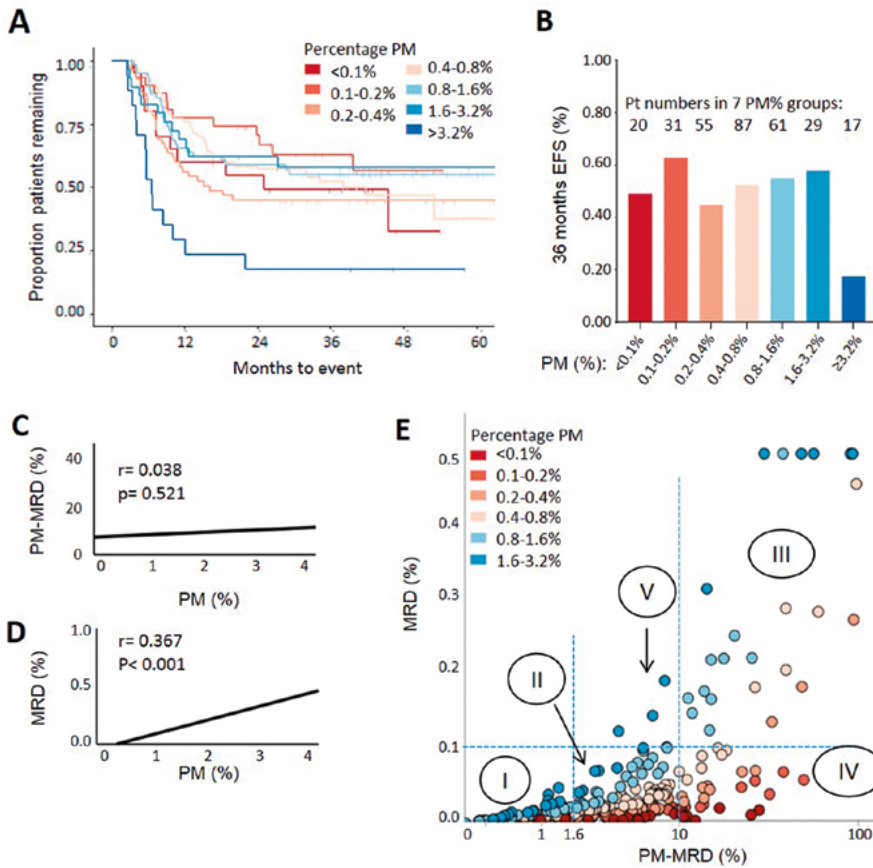 A
Percentage PM
<0.1%
0.1-0.2%
0.2-0.4%
0.4-0.8%
0.8-1.6%
1.6-3.2%
>3.2%
Proportion patients remaining
1.00
0.75
0.50
0.25
0.00
0 12 24 36 48 60
Months to event
B
36 months EFS (%)
1.00
0.80
0.60
0.40
0.20
0.00
Pt numbers in 7 PM% groups:
20 31 55 87 61 29 17
PM (%):
<0.1%
0.1-0.2%
0.2-0.4%
0.4-0.8%
0.8-1.6%
1.6-3.2%
≥3.2%
C
PM-MRD (%)
40
20
0
r= 0.038
p= 0.521
0 1 2 3 4
PM (%)
D
MRD (%)
1.0
0.5
0.0
r= 0.367
P< 0.001
0 1 2 3 4
PM (%)
E
Percentage PM
<0.1%
0.1-0.2%
0.2-0.4%
0.4-0.8%
0.8-1.6%
1.6-3.2%
MRD (%)
0.5
0.4
0.3
0.2
0.1
0.0
I
II
III
IV
V
0 1 1.6 10 100
PM-MRD (%)